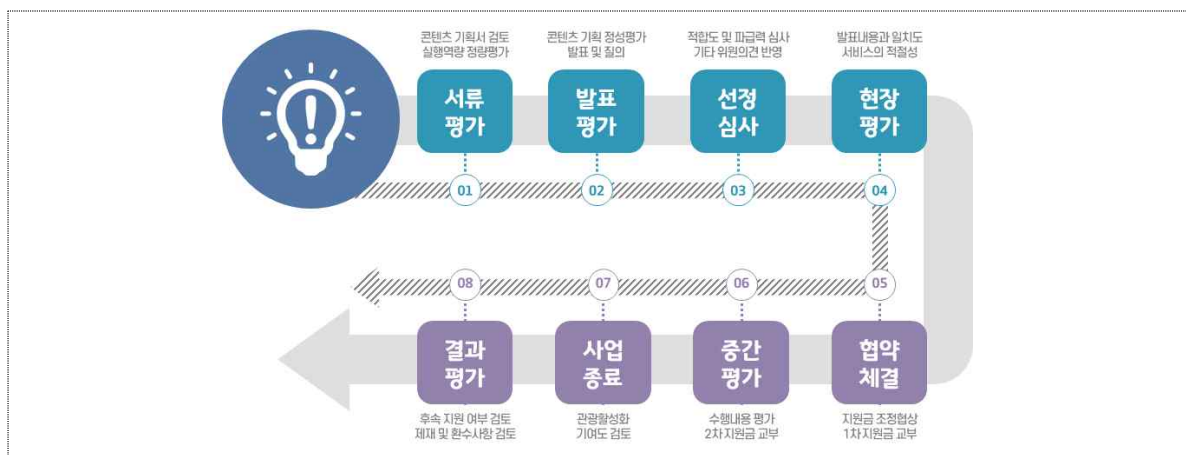 콘텐츠 기획서 검토
실행역량 정량평가
서류
평가
01
콘텐츠 기획 정성평가
발표 및 질의
발표
평가
02
적합도 및 파급력 심사
기타 위원의견 반영
선정
심사
03
발표내용과 일치도
서비스의 적절성
현장
평가
04
05
협약
체결
지원금 조정협상
1차지원금 교부
06
중간
평가
수행내용 평가
2차지원금 교부
07
사업
종료
관광활성화
기여도 검토
08
결과
평가
후속 지원 여부 검토
제재 및 환수사항 검토